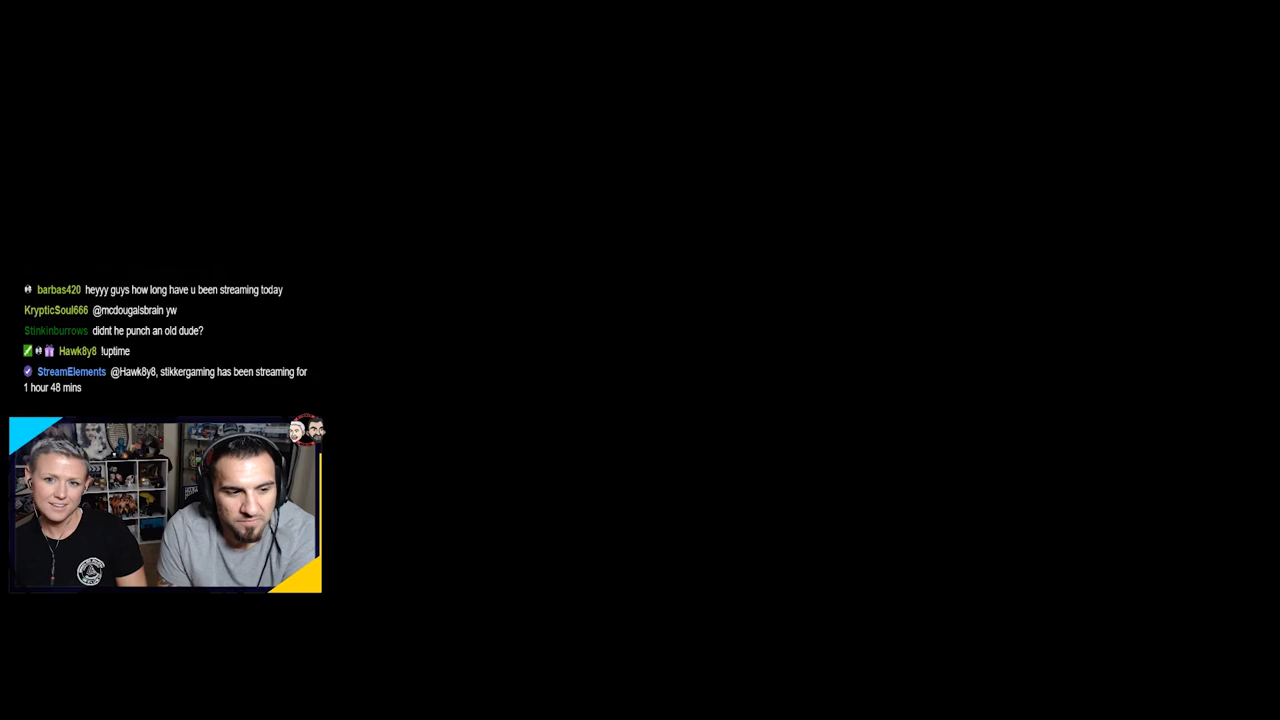 barbas420 heyyy guys how long have u been streaming today
KrypticSoul666 @mcdougalsbrain yw
Stinkinburrows didnt he punch an old dude?
Hawk8y8 !uptime
StreamElements @Hawk8y8, stikkergaming has been streaming for
1 hour 48 mins